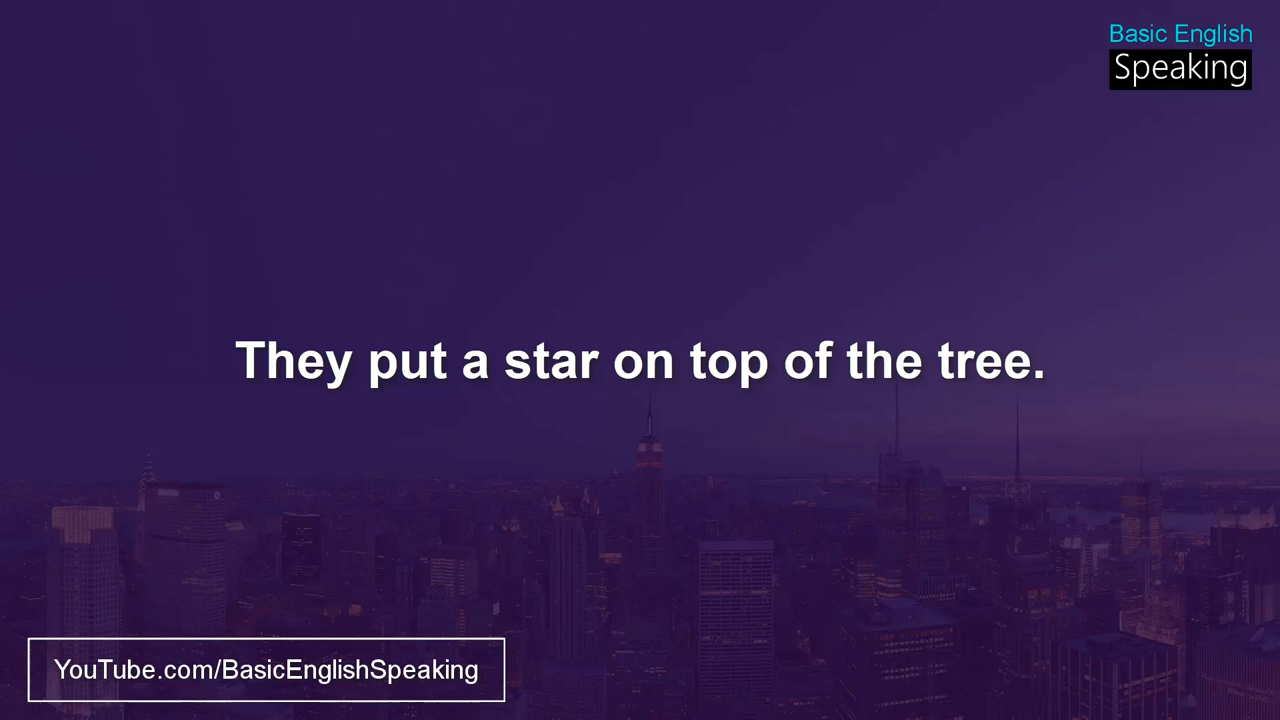 Basic English
Speaking
They put a star on top of the tree.
YouTube.com/BasicEnglishSpeaking